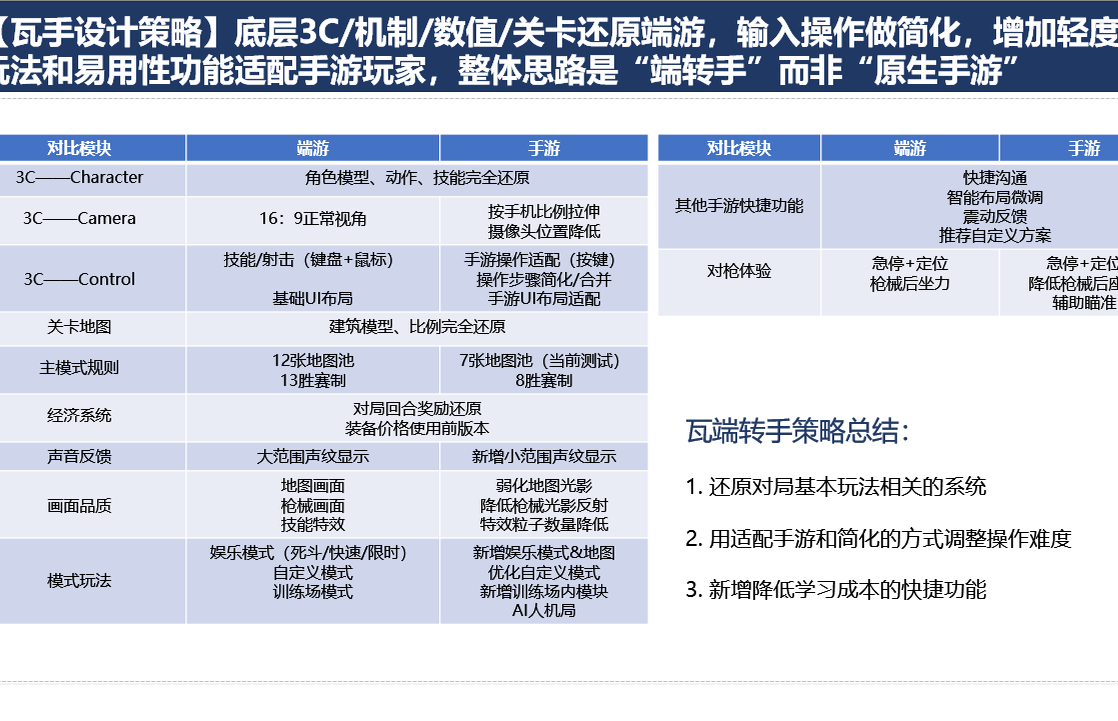 【瓦手设计策略】底层3C/机制/数值/关卡还原端游，输入操作做简化，增加轻度
玩法和易用性功能适配手游玩家，整体思路是“端转手”而非“原生手游”
对比模块 端游 手游
3C——Character 角色模型、动作、技能完全还原
3C——Camera 16：9正常视角 按手机比例拉伸
摄像头位置降低
3C——Control 技能/射击（键盘+鼠标）
基础UI布局
手游操作适配（按键）
操作步骤简化/合并
手游UI布局适配
关卡地图 建筑模型、比例完全还原
主模式规则 12张地图池
13胜赛制
7张地图池（当前测试）
8胜赛制
经济系统 对局回合奖励还原
装备价格使用前版本
声音反馈 大范围声纹显示 新增小范围声纹显示
画面品质 地图画面
枪械画面
技能特效
弱化地图光影
降低枪械光影反射
特效粒子数量降低
模式玩法 娱乐模式（死斗/快速/限时）
自定义模式
训练场模式
新增娱乐模式&地图
优化自定义模式
新增训练场内模块
AI人机局
对比模块 端游 手游
其他手游快捷功能 快捷沟通
智能布局微调
震动反馈
推荐自定义方案
对枪体验 急停+定位
枪械后坐力
急停+定位
降低枪械后座
辅助瞄准
瓦端转手策略总结：
1. 还原对局基本玩法相关的系统
2. 用适配手游和简化的方式调整操作难度
3. 新增降低学习成本的快捷功能